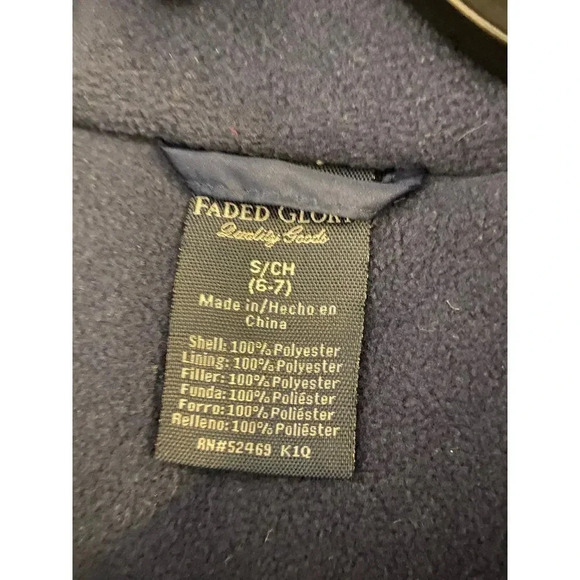 FADED GLORY
Quality Goods
S/CH
(6-7)
Made in/Hecho en
China
Shell: 100% Polyester
Lining: 100% Polyester
Filler: 100% Polyester
Funda: 100% Poliéster
Forro: 100% Poliéster
Relleno: 100% Poliéster
RN#52469 K1Q